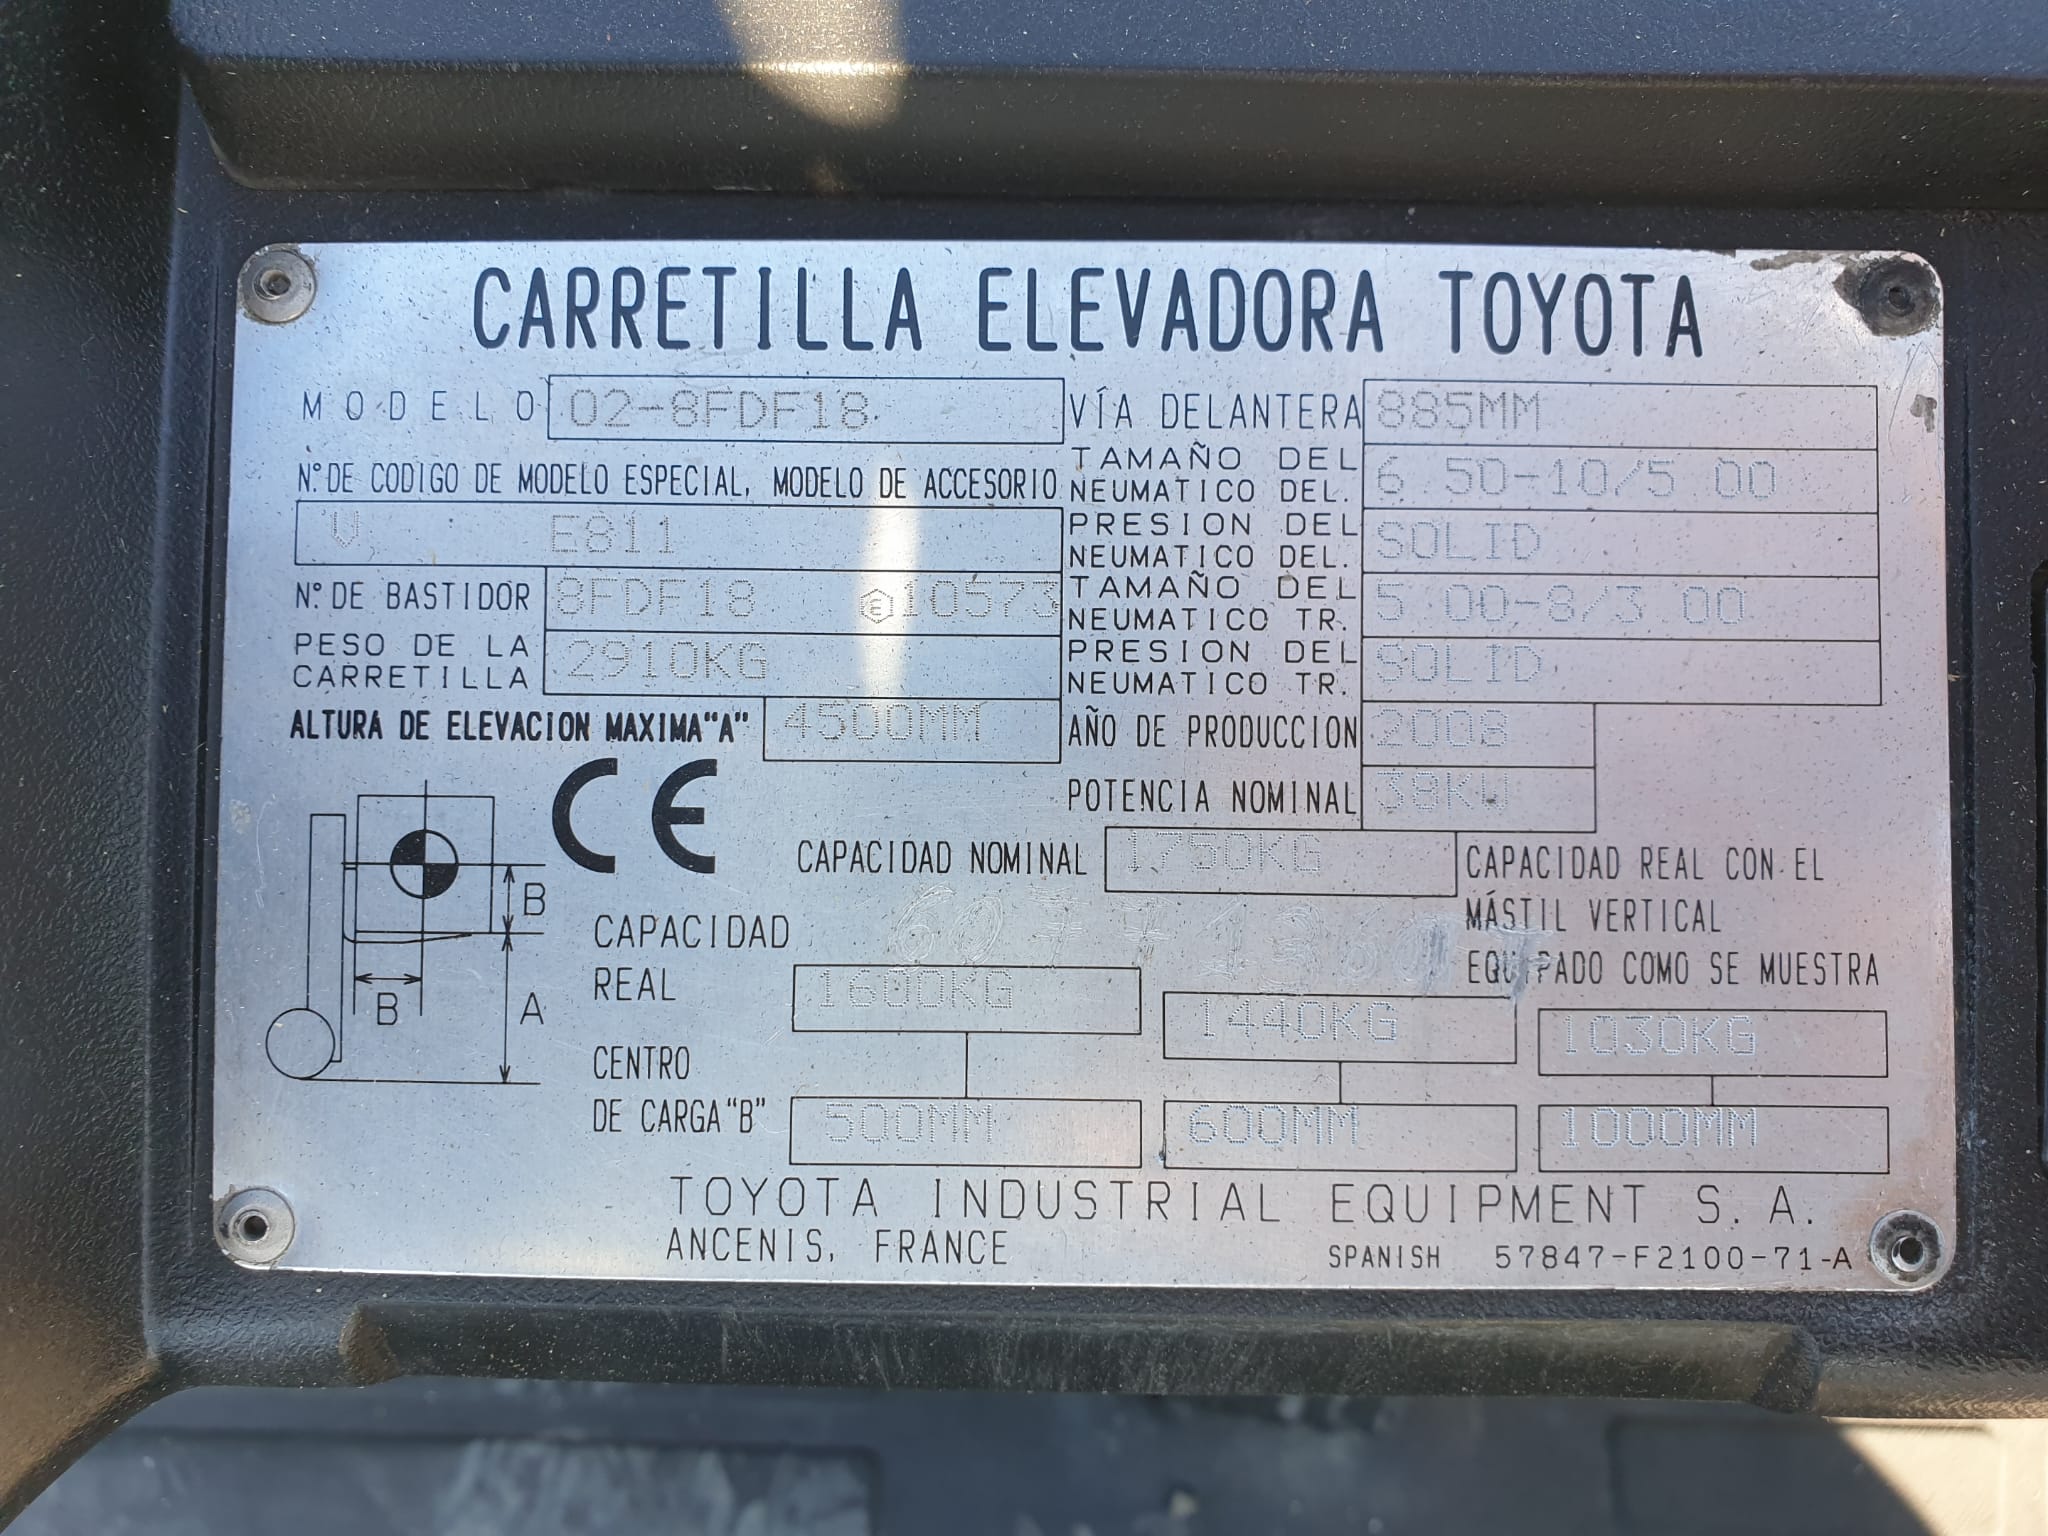 CARRETILLA ELEVADORA TOYOTA
MODELO 02-8FDF18
N.º DE CODIGO DE MODELO ESPECIAL, MODELO DE ACCESORIO
V E811
N.º DE BASTIDOR 8FDF18 E 10573
PESO DE LA
CARRETILLA 2910KG
ALTURA DE ELEVACION MAXIMA "A" 4500MM
VÍA DELANTERA 885MM
TAMAÑO DEL
NEUMATICO DEL. 6 50-10/5 00
PRESION DEL
NEUMATICO DEL. SOLID
TAMAÑO DEL
NEUMATICO TR. 5 00-8/3 00
PRESION DEL
NEUMATICO TR. SOLID
AÑO DE PRODUCCION 2008
POTENCIA NOMINAL 38KW
B
B
A
CE
CAPACIDAD NOMINAL 1750KG
CAPACIDAD REAL CON EL
MÁSTIL VERTICAL
EQUIPADO COMO SE MUESTRA
CAPACIDAD
REAL
1600KG 1440KG 1030KG
CENTRO
DE CARGA "B"
500MM 600MM 1000MM
TOYOTA INDUSTRIAL EQUIPMENT S. A.
ANCENIS, FRANCE
SPANISH 57847-F2100-71-A